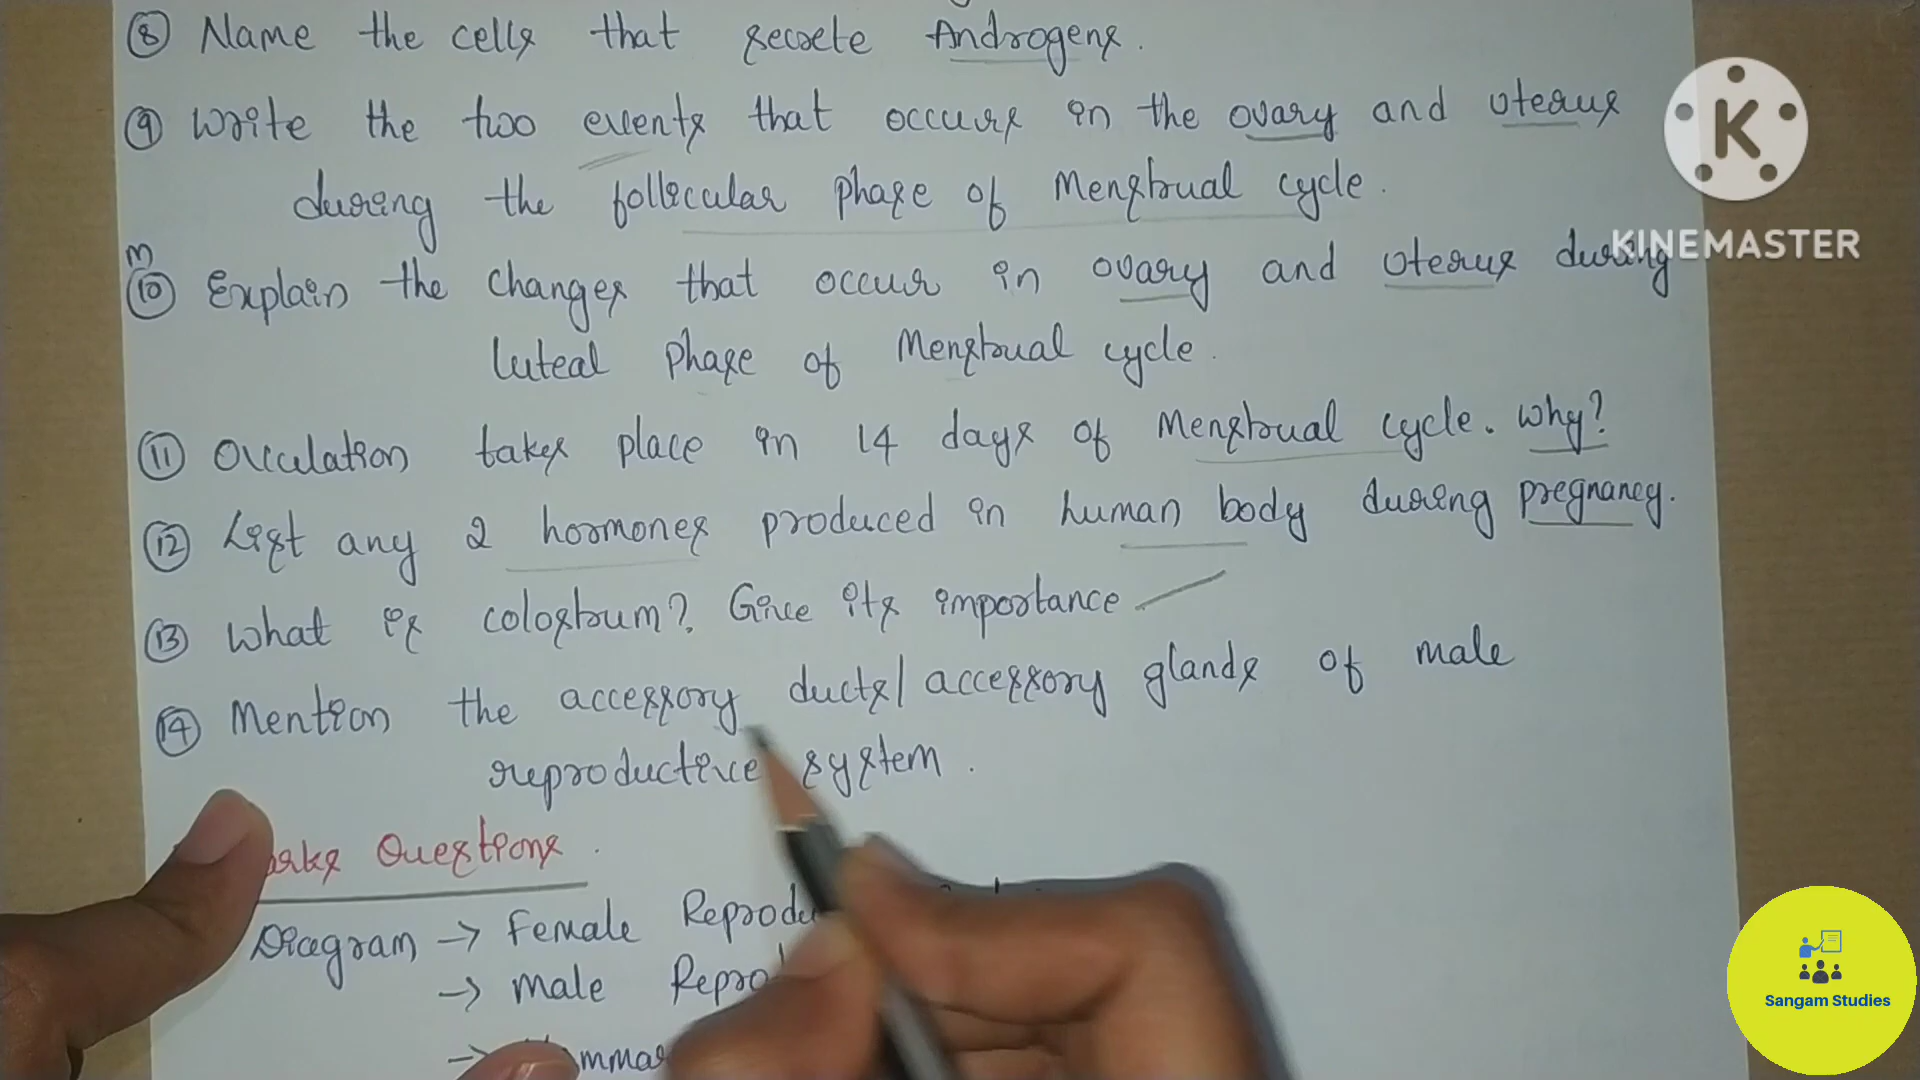 ⑧ Name the cells that secrete Androgens.
⑨ Write the two events that occurs in the ovary and uterus
during the follicular phase of Menstrual cycle.
M
⑩ Explain the changes that occur in ovary and uterus during
luteal phase of Menstrual cycle.
⑪ Ovulation takes place in 14 days of Menstrual cycle. Why?
⑫ List any 2 hormones produced in human body during pregnancy.
⑬ What is colostrum? Give its importance
⑭ Mention the accessory ducts/accessory glands of male
reproductive system.
Questions.
Diagram → Female
→ Male
→
K
KINEMASTER
Sangam Studies